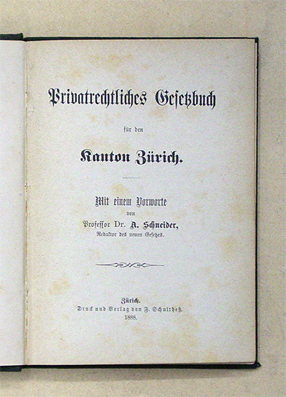 Privatrechtliches Gesetzbuch
für den
Kanton Zürich.
Mit einem Vorworte
von
Professor Dr. A. Schneider,
Redaktor des neuen Gesetzes.
Zürich.
Druck und Verlag von F. Schultheß.
1888.